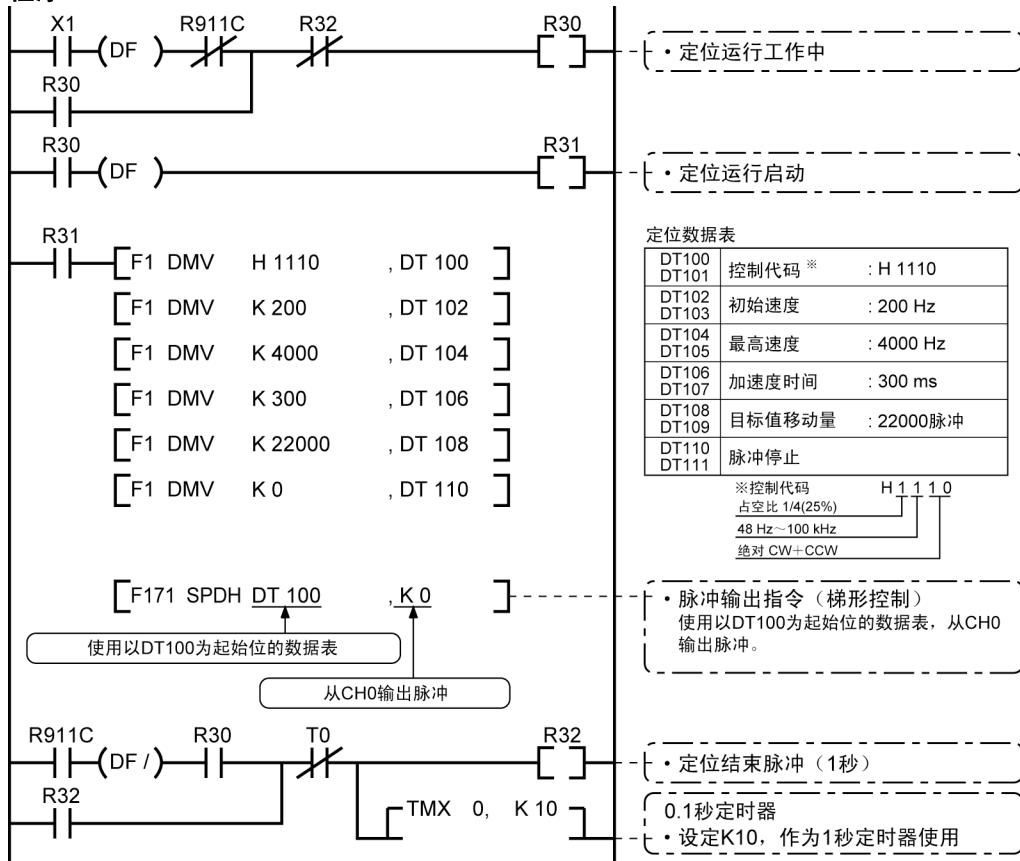 X1 R911C R32 R30
(DF )
・定位运行工作中
R30
R30 R31
(DF )
・定位运行启动
R31
F1 DMV H 1110 , DT 100
F1 DMV K 200 , DT 102
F1 DMV K 4000 , DT 104
F1 DMV K 300 , DT 106
F1 DMV K 22000 , DT 108
F1 DMV K 0 , DT 110
定位数据表
DT100
DT101 控制代码 ※ : H 1110
DT102
DT103 初始速度 : 200 Hz
DT104
DT105 最高速度 : 4000 Hz
DT106
DT107 加速度时间 : 300 ms
DT108
DT109 目标值移动量 : 22000脉冲
DT110
DT111 脉冲停止
※控制代码 H 1 1 1 0
占空比 1/4(25%)
48 Hz～100 kHz
绝对 CW＋CCW
F171 SPDH DT 100 , K 0
使用以DT100为起始位的数据表
从CH0输出脉冲
・脉冲输出指令（梯形控制）
使用以DT100为起始位的数据表，从CH0
输出脉冲。
R911C R30 T0 R32
(DF / )
・定位结束脉冲（1秒）
R32
TMX 0, K 10
0.1秒定时器
・设定K10，作为1秒定时器使用